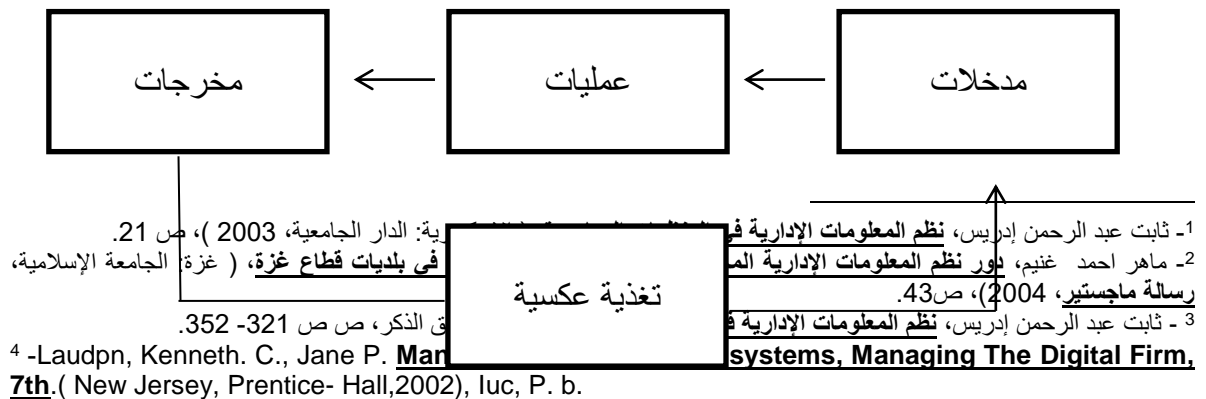 مدخلات
عمليات
مخرجات
تغذية عكسية
1- ثابت عبد الرحمن إدريس، نظم المعلومات الإدارية في : الدار الجامعية، 2003 )، ص 21.
2- ماهر احمد غنيم، دور نظم المعلومات الإدارية في بلديات قطاع غزة، ( غزة: الجامعة الإسلامية،
رسالة ماجستير، 2004)، ص43.
3 - ثابت عبد الرحمن إدريس، نظم المعلومات الإدارية الذكر، ص ص 321- 352.
4 -Laudpn, Kenneth. C., Jane P. systems, Managing The Digital Firm,
7th.( New Jersey, Prentice- Hall,2002), Iuc, P. b.